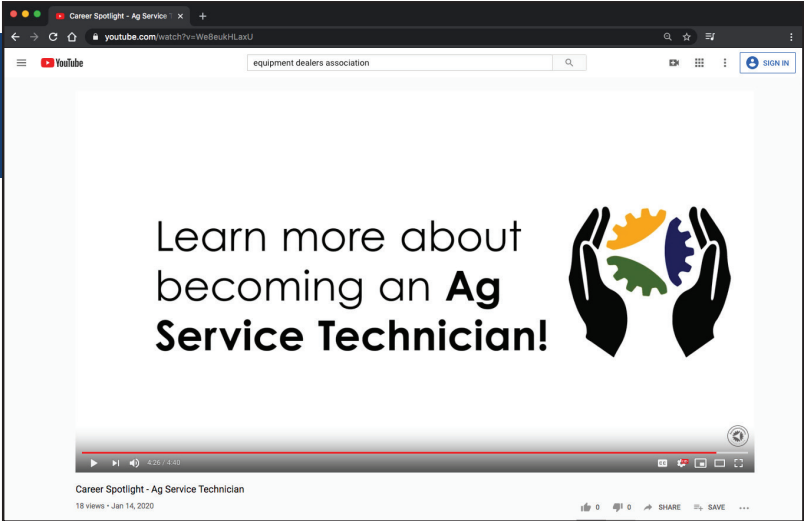 Career Spotlight - Ag Service T
youtube.com/watch?v=We8eukHLaxU
YouTube
equipment dealers association
SIGN IN
Learn more about
becoming an Ag
Service Technician!
4:26 / 4:40
CC
HD
Career Spotlight - Ag Service Technician
18 views • Jan 14, 2020
0
0
SHARE
SAVE